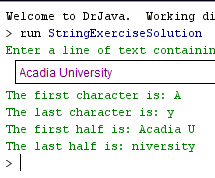 Welcome to DrJava. Working di
> run StringExerciseSolution
Enter a line of text containin
Acadia University
The first character is: A
The last character is: y
The first half is: Acadia U
The last half is: niversity
>